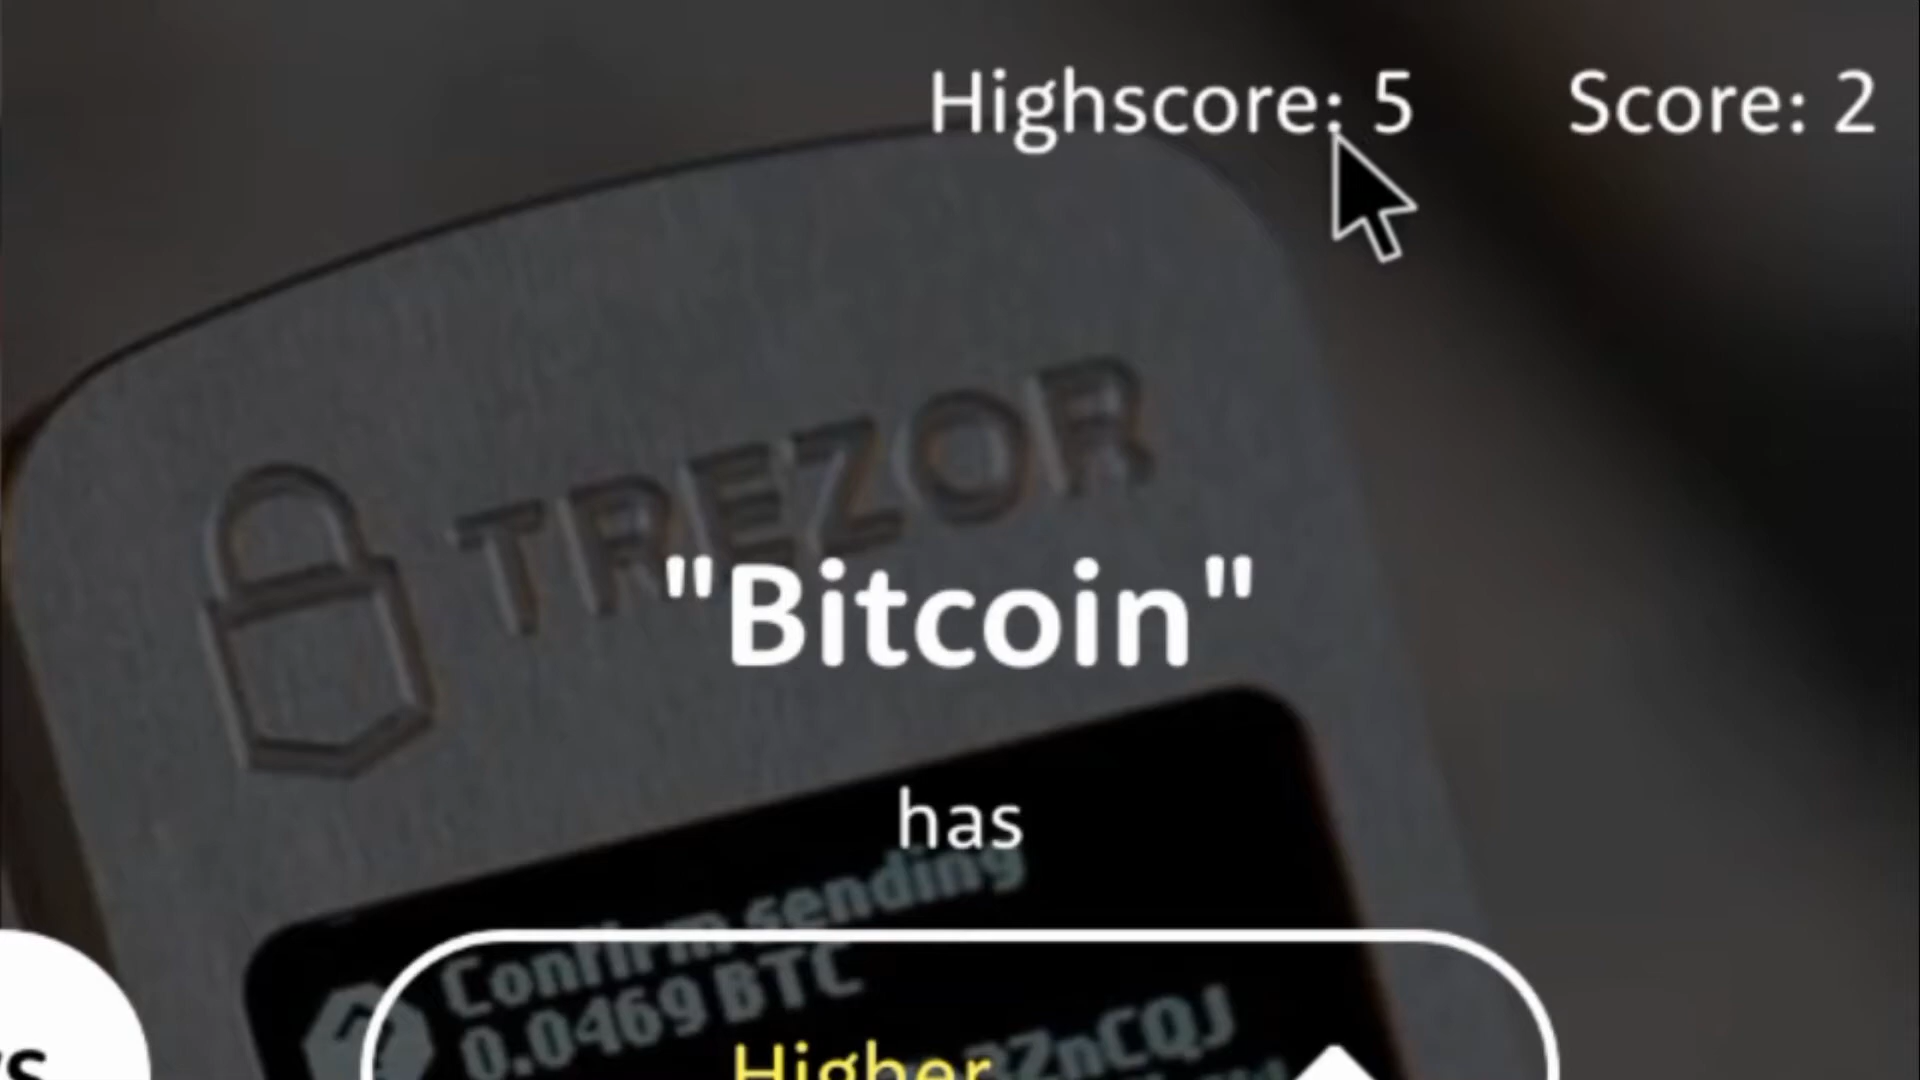 Highscore: 5 Score: 2
TREZOR
"Bitcoin"
has
Confirm sending
0.0469 BTC
Higher